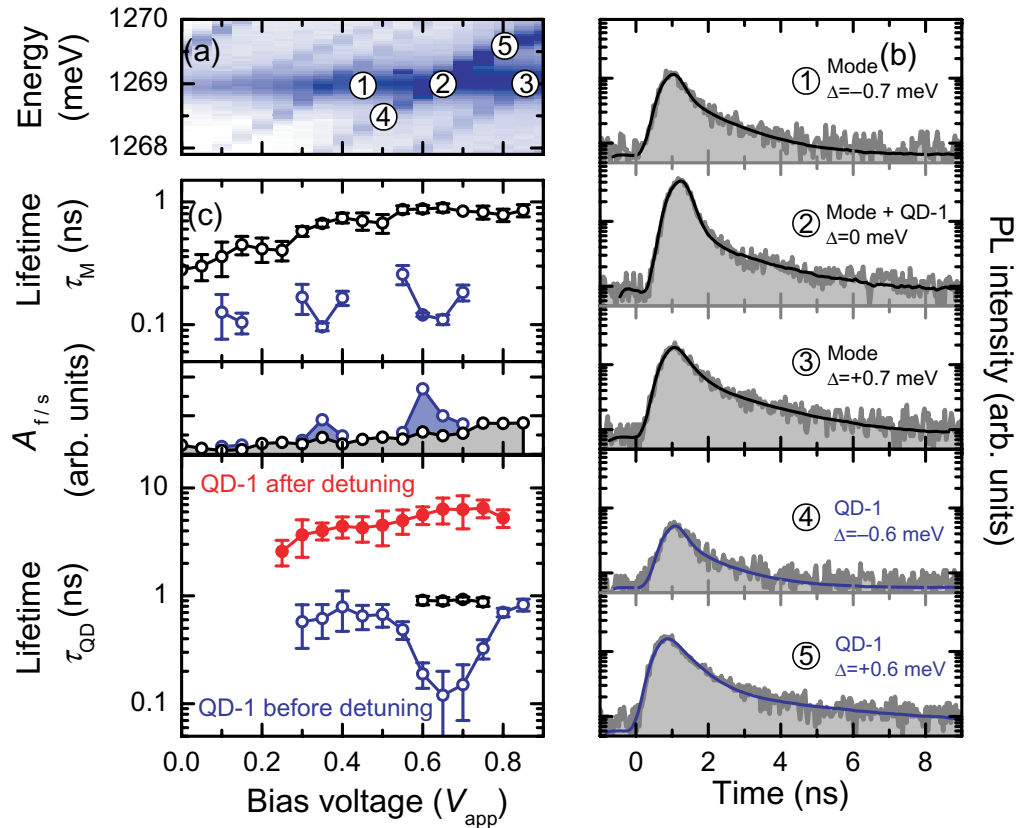 1270
1269
1268
Energy
(meV)
(a)
1
2
3
4
5
1
0.1
Lifetime
τM (ns)
(c)
A f/s
(arb. units)
10
1
0.1
Lifetime
τQD (ns)
QD-1 after detuning
QD-1 before detuning
0.0 0.2 0.4 0.6 0.8
Bias voltage (Vapp)
(b)
1 Mode
Δ=−0.7 meV
2 Mode + QD-1
Δ=0 meV
3 Mode
Δ=+0.7 meV
4 QD-1
Δ=−0.6 meV
5 QD-1
Δ=+0.6 meV
0 2 4 6 8
Time (ns)
PL intensity (arb. units)